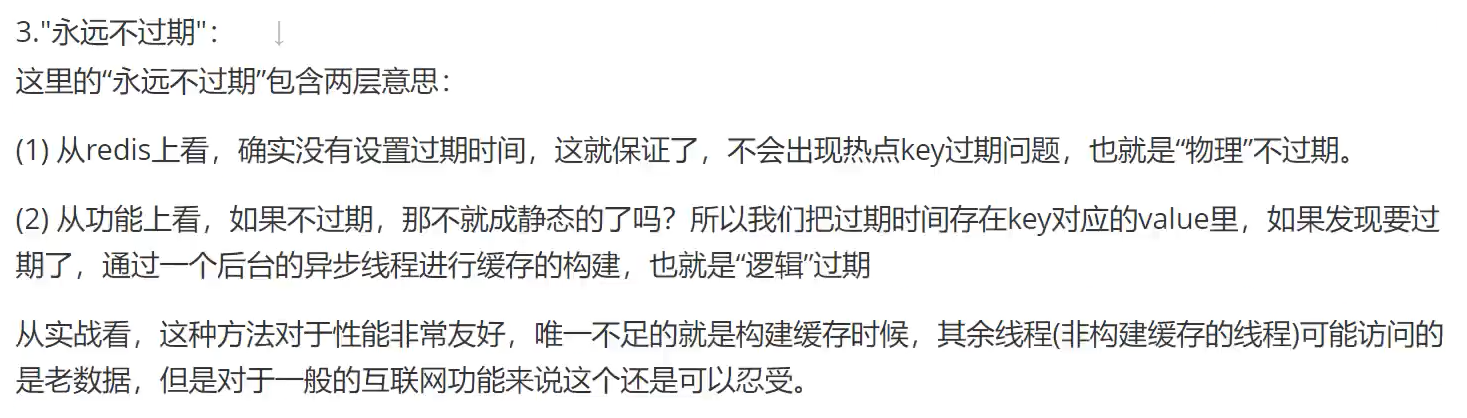 3."永远不过期"： ↓
这里的“永远不过期”包含两层意思：
(1) 从redis上看，确实没有设置过期时间，这就保证了，不会出现热点key过期问题，也就是“物理”不过期。
(2) 从功能上看，如果不过期，那不就成静态的了吗？所以我们把过期时间存在key对应的value里，如果发现要过
期了，通过一个后台的异步线程进行缓存的构建，也就是“逻辑”过期
从实战看，这种方法对于性能非常友好，唯一不足的就是构建缓存时候，其余线程(非构建缓存的线程)可能访问的
是老数据，但是对于一般的互联网功能来说这个还是可以忍受。